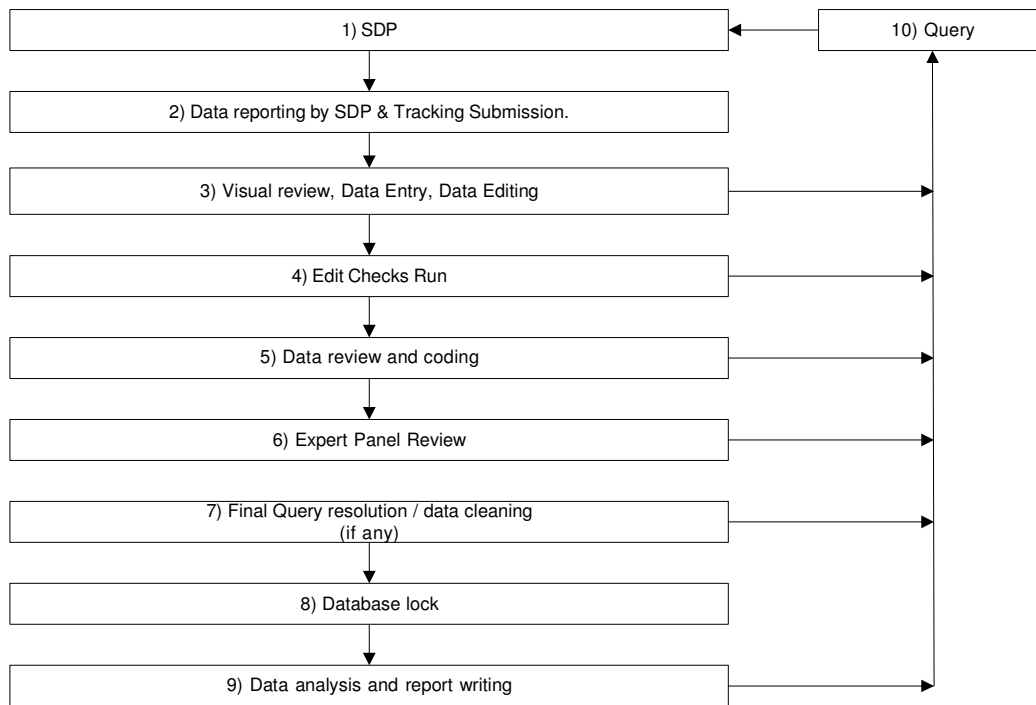 1) SDP
10) Query
2) Data reporting by SDP & Tracking Submission.
3) Visual review, Data Entry, Data Editing
4) Edit Checks Run
5) Data review and coding
6) Expert Panel Review
7) Final Query resolution / data cleaning
(if any)
8) Database lock
9) Data analysis and report writing